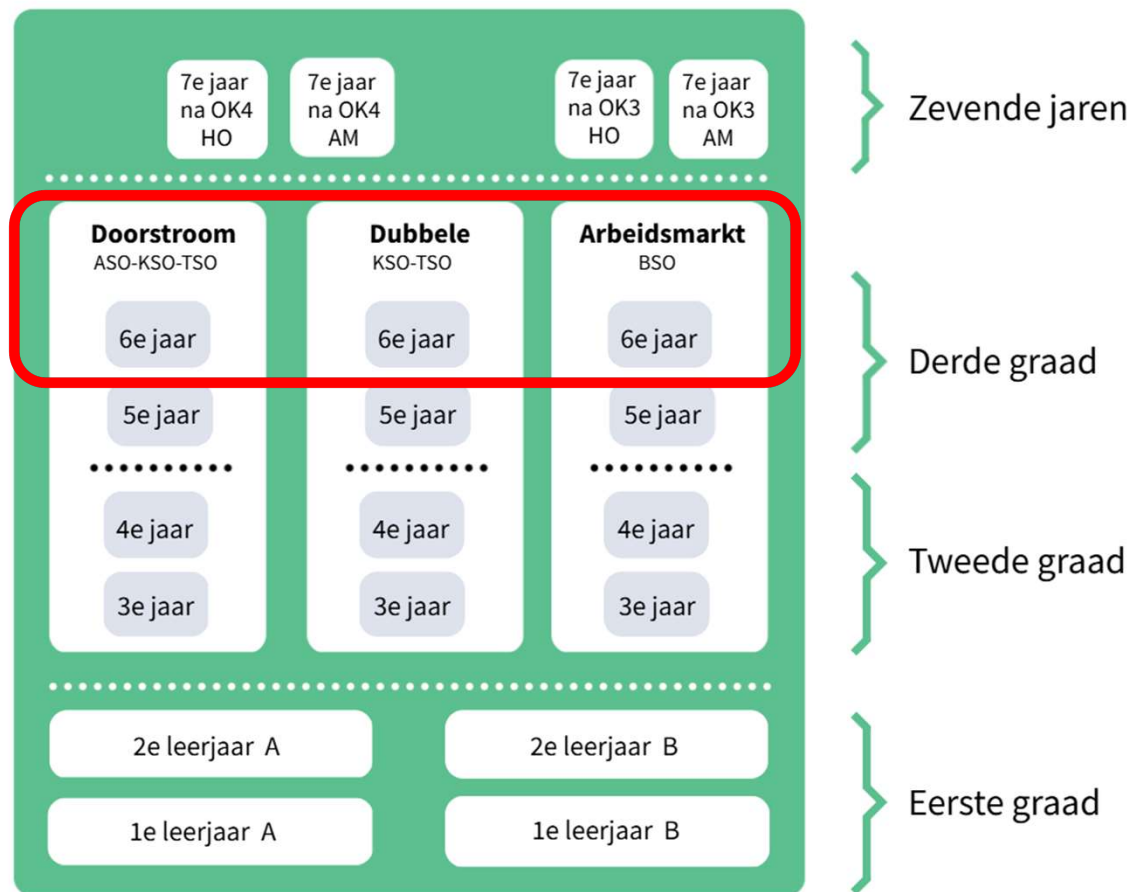 7e jaar
na OK4
HO
7e jaar
na OK4
AM
7e jaar
na OK3
HO
7e jaar
na OK3
AM
Zevende jaren
Doorstroom
ASO-KSO-TSO
Dubbele
KSO-TSO
Arbeidsmarkt
BSO
6e jaar
6e jaar
6e jaar
Derde graad
5e jaar
5e jaar
5e jaar
4e jaar
4e jaar
4e jaar
Tweede graad
3e jaar
3e jaar
3e jaar
2e leerjaar A
2e leerjaar B
Eerste graad
1e leerjaar A
1e leerjaar B